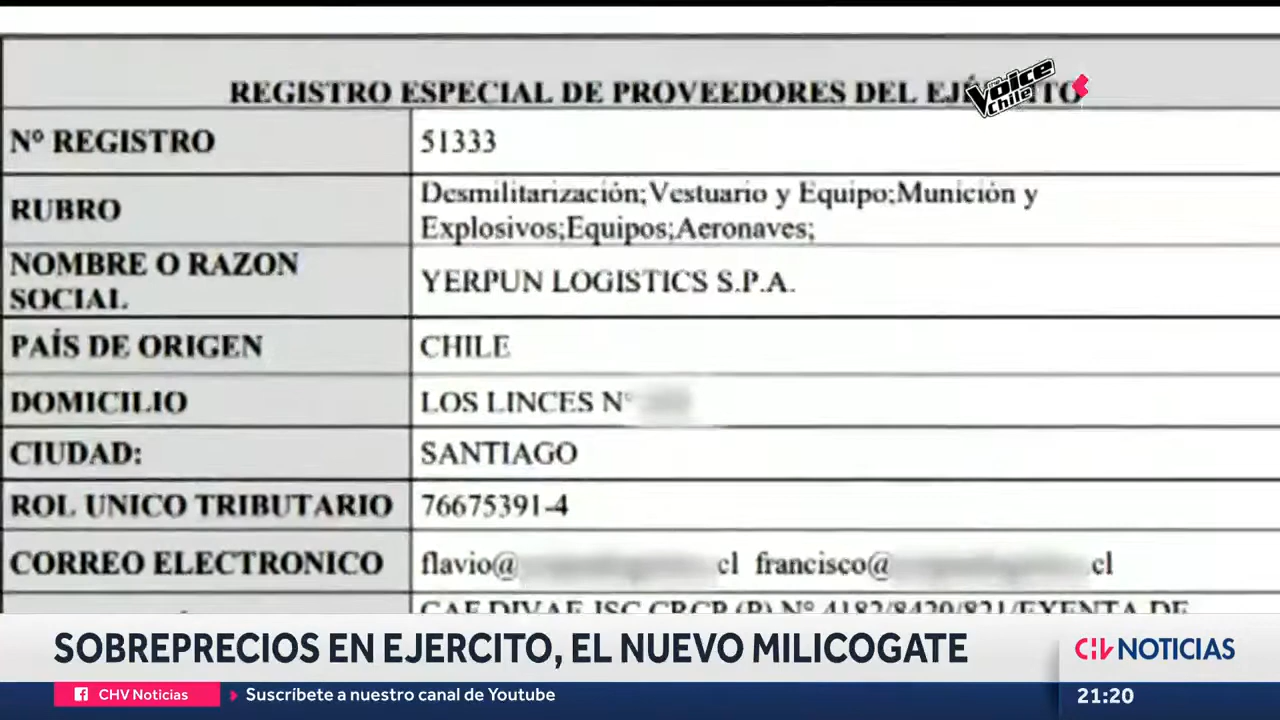 REGISTRO ESPECIAL DE PROVEEDORES DEL
Voice
Chile
Nº REGISTRO 51333
RUBRO Desmilitarización;Vestuario y Equipo;Munición y
Explosivos;Equipos;Aeronaves;
NOMBRE O RAZON
SOCIAL YERPUN LOGISTICS S.P.A.
PAÍS DE ORIGEN CHILE
DOMICILIO LOS LINCES Nº
CIUDAD: SANTIAGO
ROL UNICO TRIBUTARIO 76675391-4
CORREO ELECTRONICO flavio@ cl francisco@ cl
SOBREPRECIOS EN EJERCITO, EL NUEVO MILICOGATE
CHV NOTICIAS
CHV Noticias Suscríbete a nuestro canal de Youtube
21:20